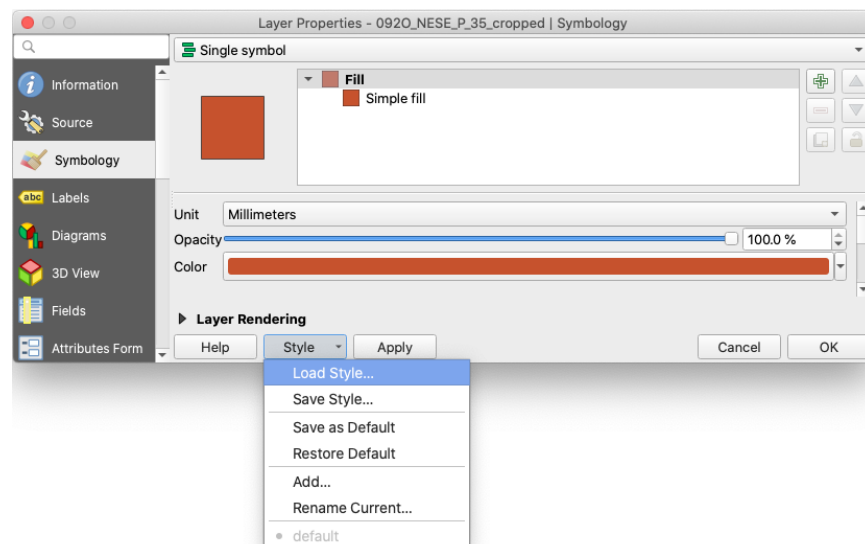 Layer Properties - 092O_NESE_P_35_cropped | Symbology
Single symbol
Information
Source
Symbology
abc Labels
Diagrams
3D View
Fields
Attributes Form
Fill
Simple fill
Unit Millimeters
Opacity 100.0 %
Color
Layer Rendering
Help Style Apply Cancel OK
Load Style...
Save Style...
Save as Default
Restore Default
Add...
Rename Current...
default